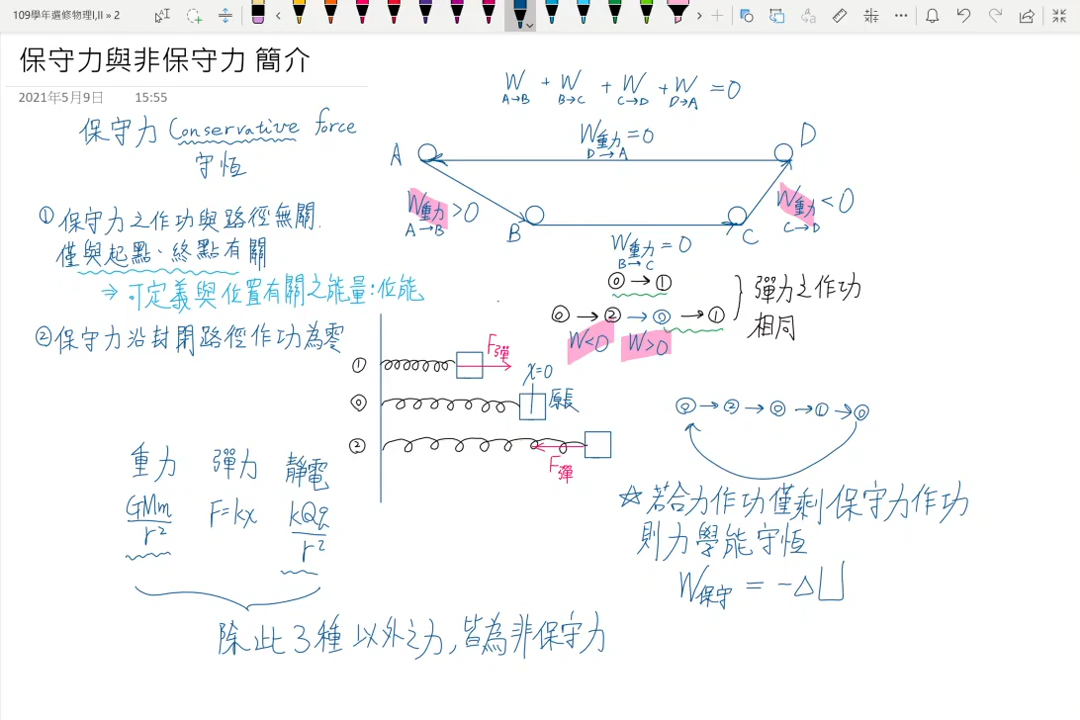 109學年選修物理I,II » 2
保守力與非保守力 簡介
2021年5月9日 15:55
保守力 Conservative force
守恆
①保守力之作功與路徑無關.
僅與起點、終點有關
→ 可定義與位置有關之能量:位能
②保守力沿封閉路徑作功為零
W A→B + W B→C + W C→D + W D→A = 0
W重力 D→A = 0
A
D
W重力 A→B > 0
W重力 C→D < 0
B
C
W重力 B→C = 0
⓪ → ①
⓪ → ② → ⓪ → ①
W<0 W>0
彈力之作功
相同
① F彈
x=0
⓪ 原長
②
F彈
⓪ → ② → ⓪ → ① → ⓪
重力 彈力 靜電
GMm/r² F=kx kQq/r²
除此3種以外之力,皆為非保守力
☆若合力作功僅剩保守力作功
則力學能守恆
W保守 = -△U